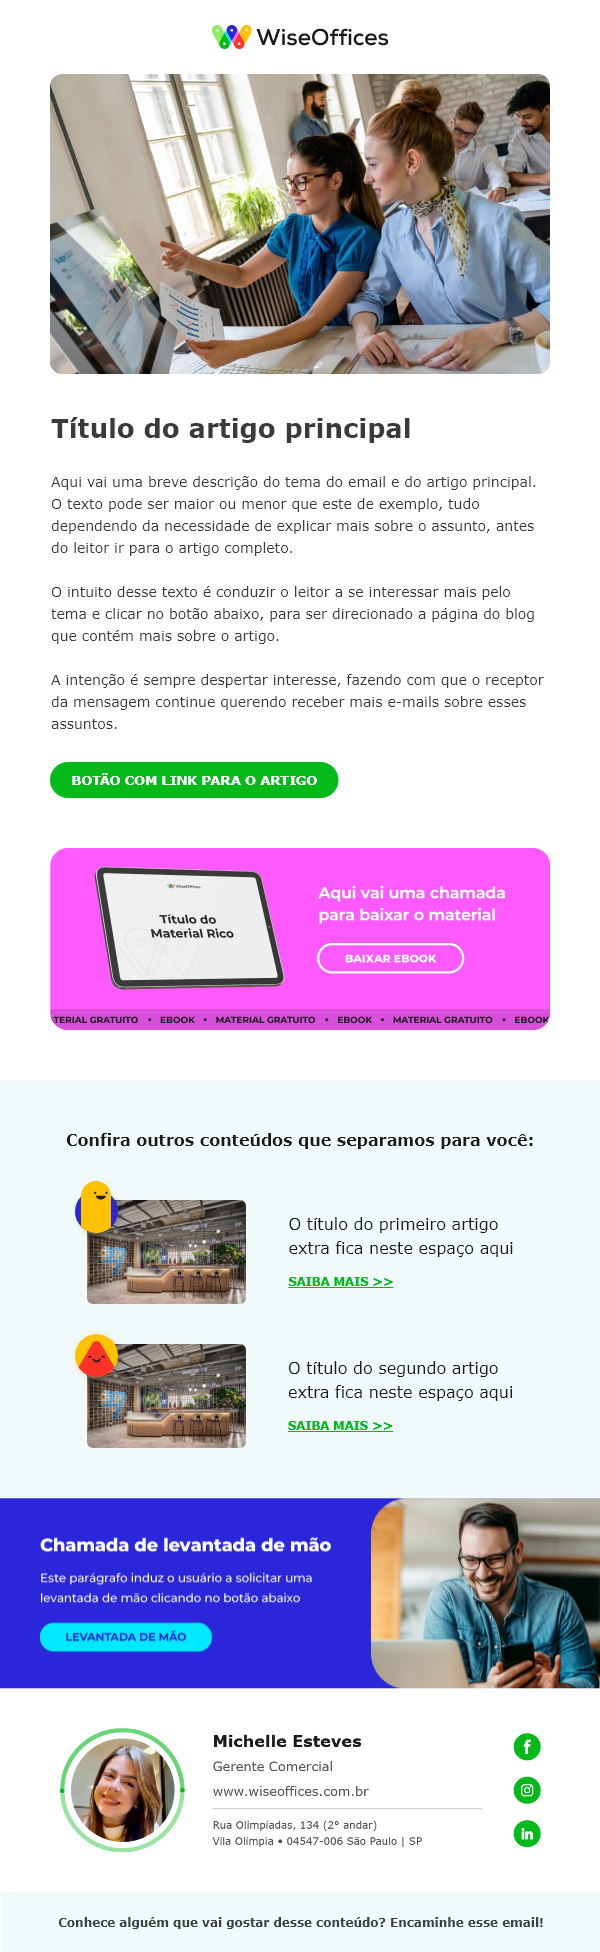 WiseOffices
Título do artigo principal
Aqui vai uma breve descrição do tema do email e do artigo principal.
O texto pode ser maior ou menor que este de exemplo, tudo
dependendo da necessidade de explicar mais sobre o assunto, antes
do leitor ir para o artigo completo.
O intuito desse texto é conduzir o leitor a se interessar mais pelo
tema e clicar no botão abaixo, para ser direcionado a página do blog
que contém mais sobre o artigo.
A intenção é sempre despertar interesse, fazendo com que o receptor
da mensagem continue querendo receber mais e-mails sobre esses
assuntos.
BOTÃO COM LINK PARA O ARTIGO
WiseOffices
Título do
Material Rico
Aqui vai uma chamada
para baixar o material
BAIXAR EBOOK
TERIAL GRATUITO • EBOOK • MATERIAL GRATUITO • EBOOK • MATERIAL GRATUITO • EBOOK
Confira outros conteúdos que separamos para você:
O título do primeiro artigo
extra fica neste espaço aqui
SAIBA MAIS >>
O título do segundo artigo
extra fica neste espaço aqui
SAIBA MAIS >>
Chamada de levantada de mão
Este parágrafo induz o usuário a solicitar uma
levantada de mão clicando no botão abaixo
LEVANTADA DE MÃO
Michelle Esteves
Gerente Comercial
www.wiseoffices.com.br
Rua Olimpíadas, 134 (2° andar)
Vila Olímpia • 04547-006 São Paulo | SP
Conhece alguém que vai gostar desse conteúdo? Encaminhe esse email!